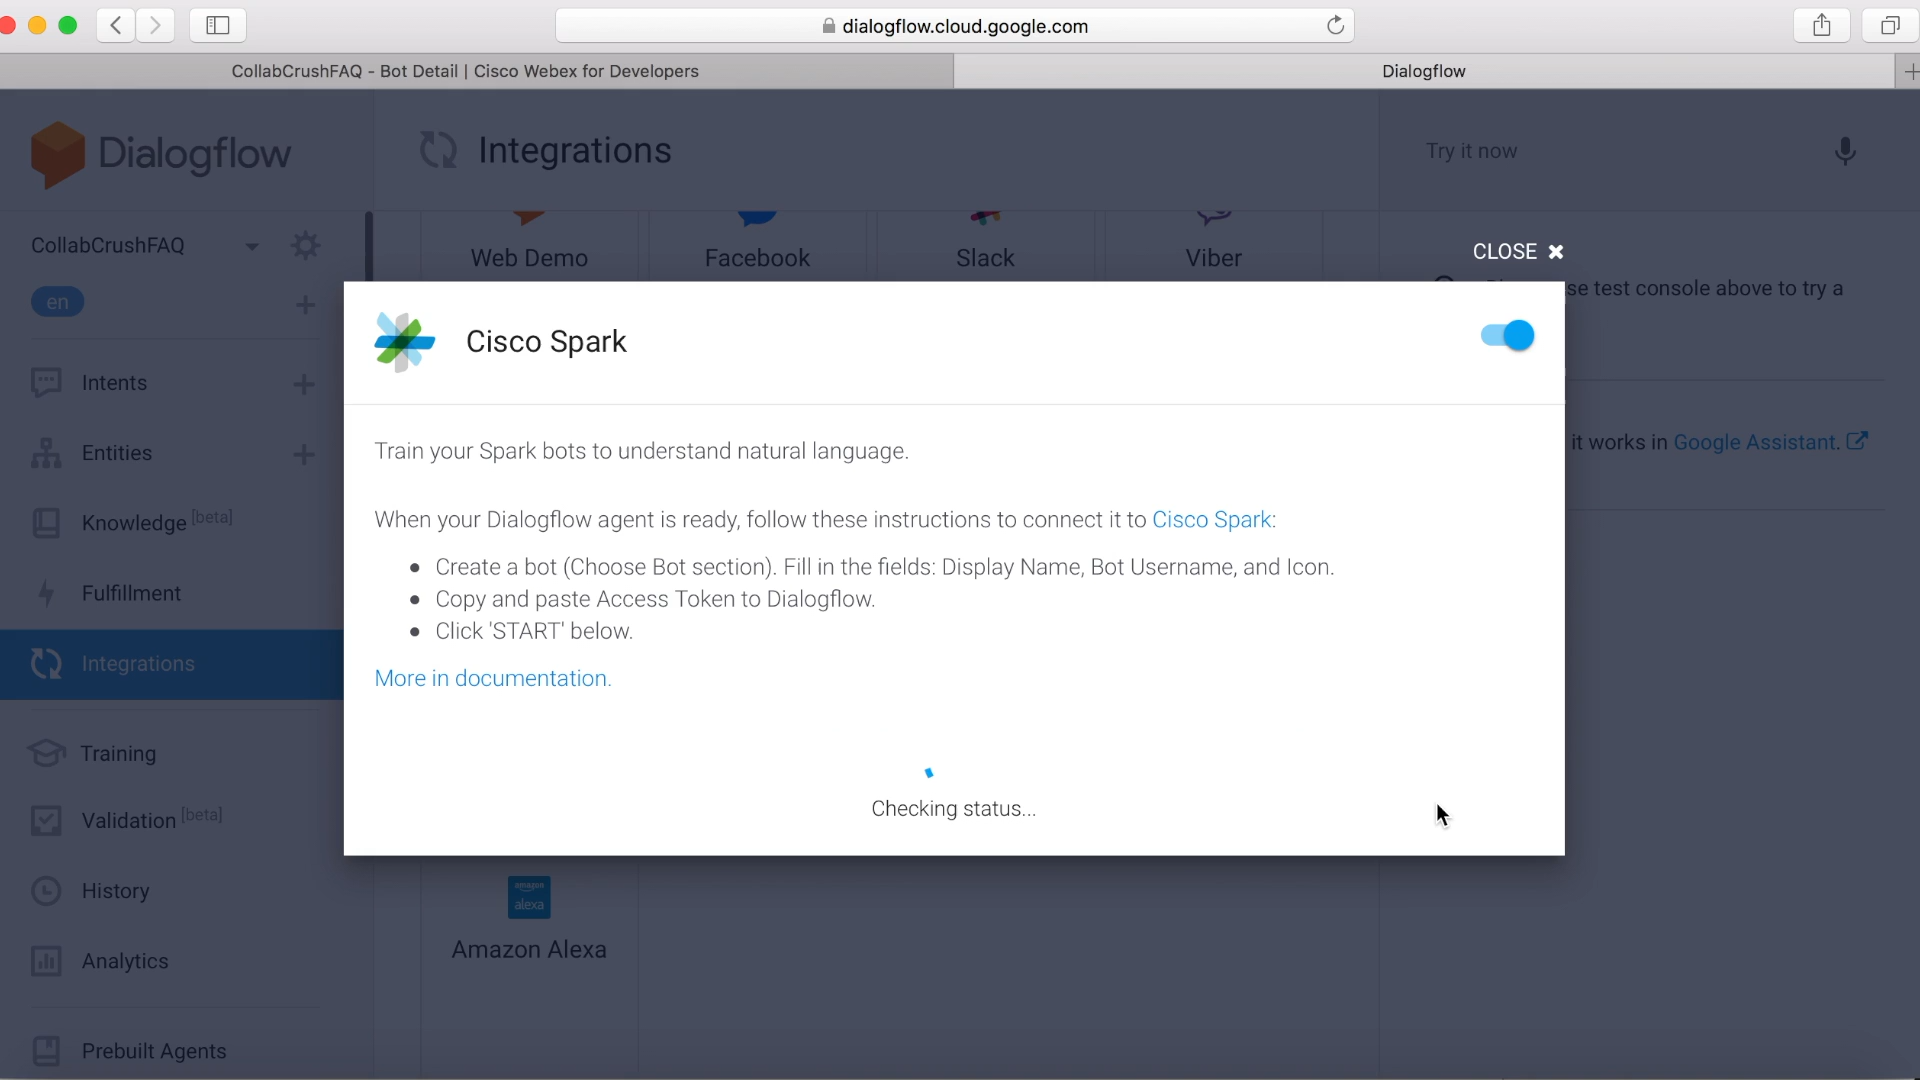 dialogflow.cloud.google.com
CollabCrushFAQ - Bot Detail | Cisco Webex for Developers
Dialogflow
Dialogflow
Integrations
Try it now
CollabCrushFAQ
en
Web Demo
Facebook
Slack
Viber
CLOSE
se test console above to try a
Cisco Spark
Intents
Entities
Knowledge [beta]
Fulfillment
Integrations
Training
Validation [beta]
History
Analytics
Prebuilt Agents
Train your Spark bots to understand natural language.
When your Dialogflow agent is ready, follow these instructions to connect it to Cisco Spark:
Create a bot (Choose Bot section). Fill in the fields: Display Name, Bot Username, and Icon.
Copy and paste Access Token to Dialogflow.
Click 'START' below.
More in documentation.
Checking status...
it works in Google Assistant.
amazon
alexa
Amazon Alexa